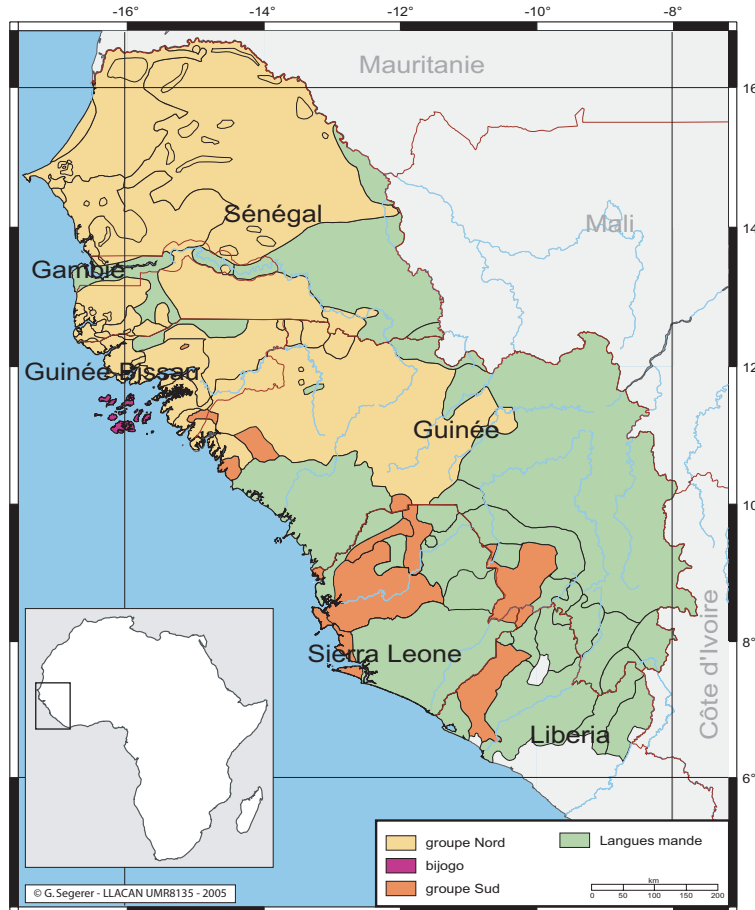 -16° -14° -12° -10° -8°
Mauritanie
16
Sénégal
14
Mali
Gambie
12
Guinée Bissau
Guinée
10
8°
Sierra Leone
Côte d'Ivoire
Liberia
6°
groupe Nord
Langues mande
bijogo
groupe Sud
km
0 50 100 150 200
© G. Segerer - LLACAN UMR8135 - 2005
4